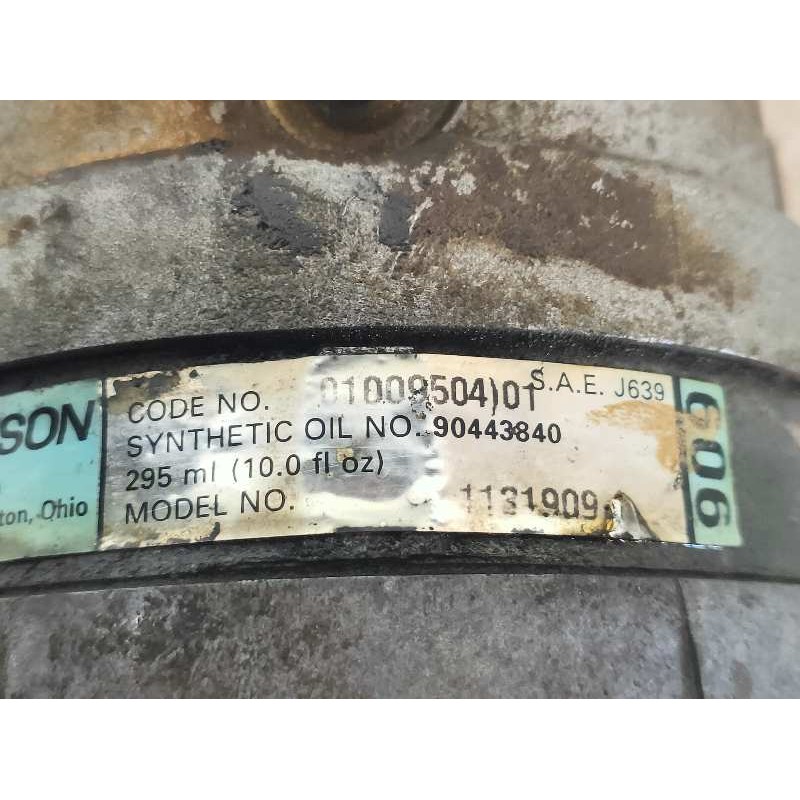 SON
ton, Ohio
CODE NO. 01009504)01
S.A.E. J639
SYNTHETIC OIL NO. 90443840
295 ml (10.0 fl oz)
MODEL NO. 1131909
606